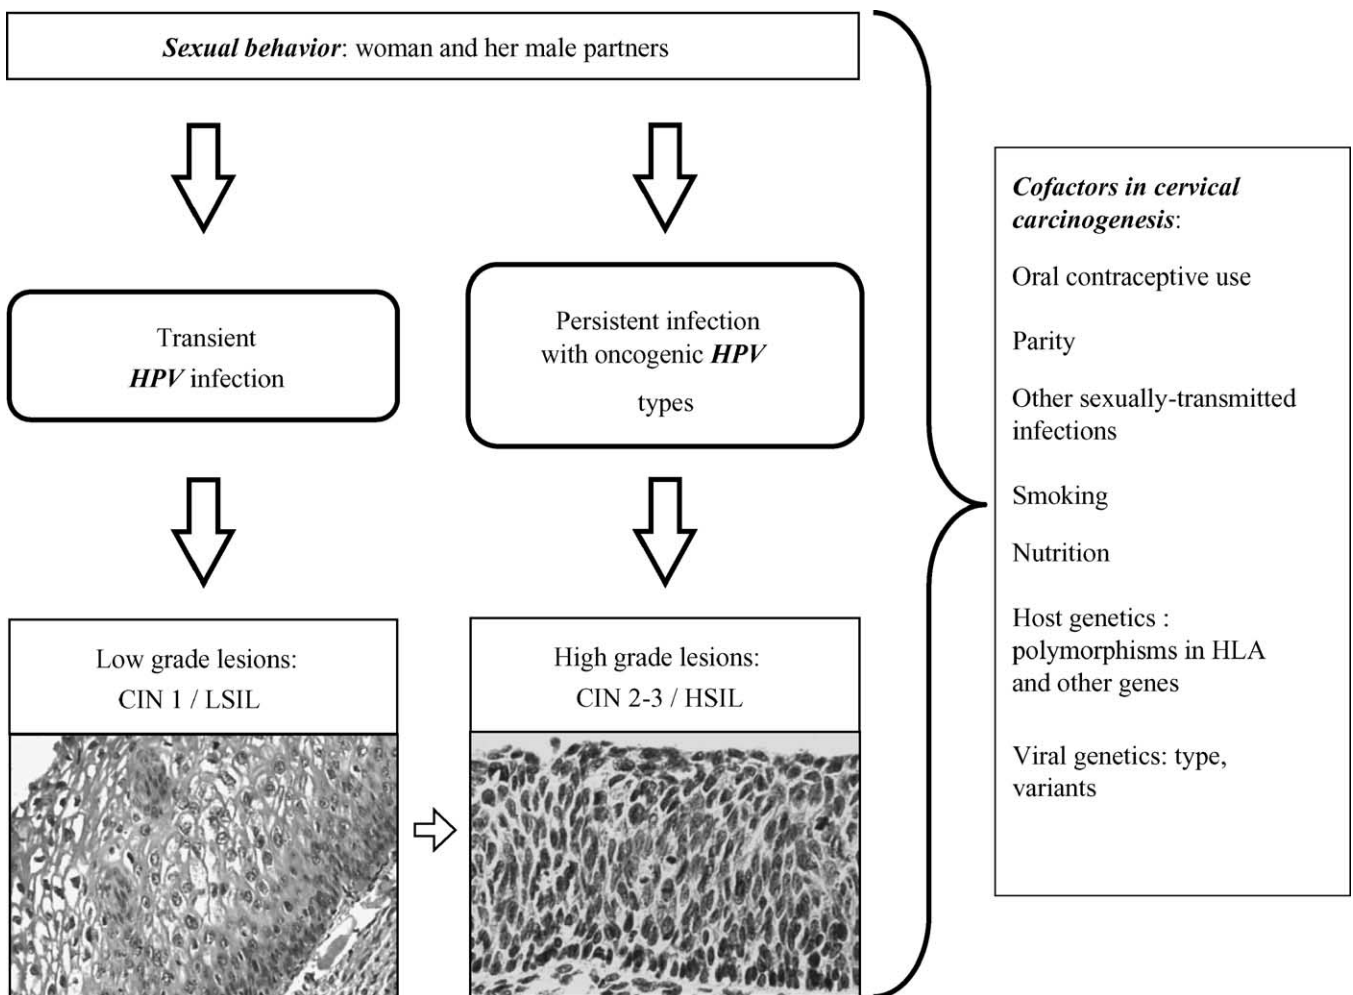 Sexual behavior: woman and her male partners
Transient
HPV infection
Persistent infection
with oncogenic HPV
types
Low grade lesions:
CIN 1 / LSIL
High grade lesions:
CIN 2-3 / HSIL
Cofactors in cervical
carcinogenesis:
Oral contraceptive use
Parity
Other sexually-transmitted
infections
Smoking
Nutrition
Host genetics :
polymorphisms in HLA
and other genes
Viral genetics: type,
variants